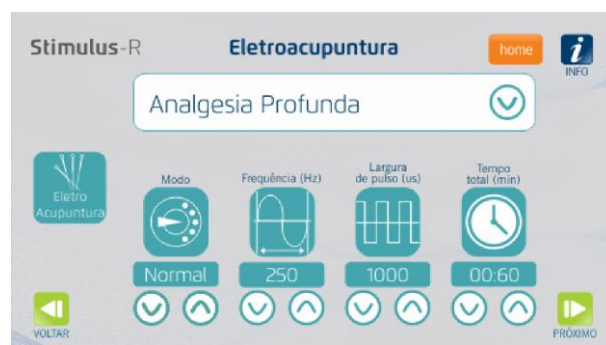 Stimulus-R
Eletroacupuntura
home
INFO
Analgesia Profunda
Eletro
Acupuntura
Modo
Frequência (Hz)
Largura
de pulso (us)
Tempo
total (min)
Normal
250
1000
00:60
VOLTAR
PRÓXIMO